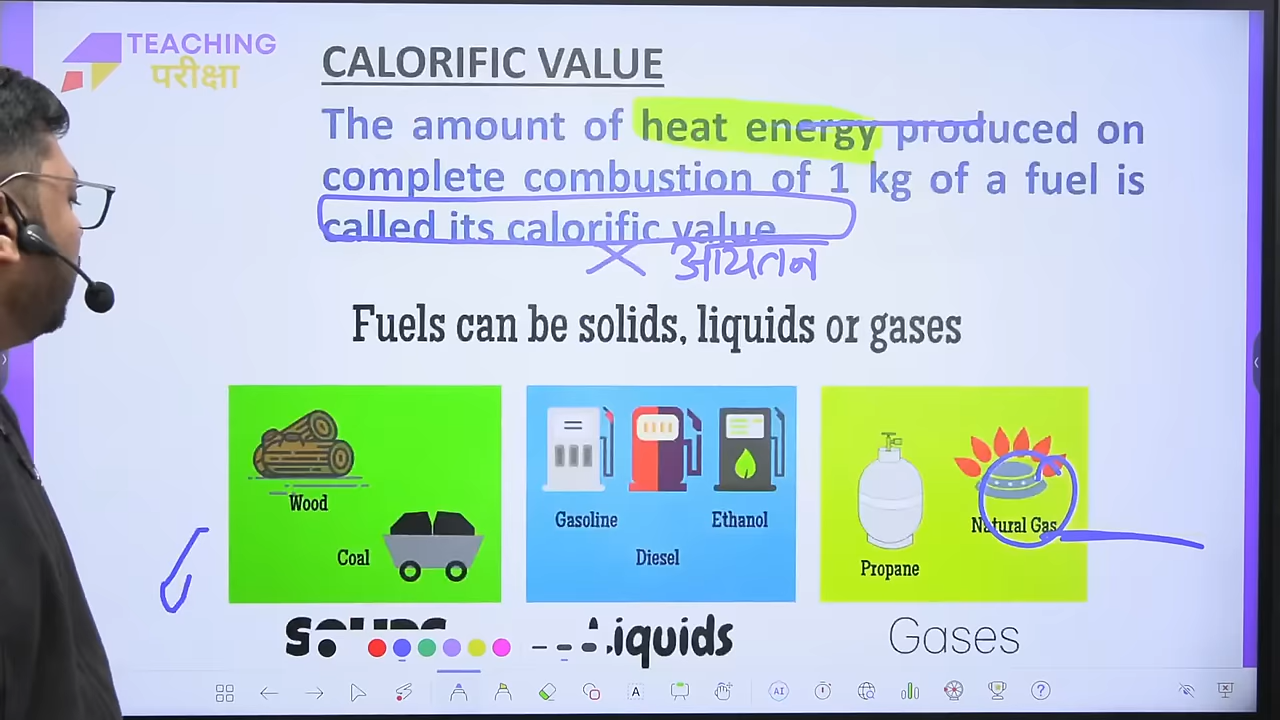 TEACHING
परीक्षा
CALORIFIC VALUE
The amount of heat energy produced on
complete combustion of 1 kg of a fuel is
called its calorific value
× आयतन
Fuels can be solids, liquids or gases
Wood
Coal
Gasoline
Ethanol
Diesel
Propane
Natural Gas
Liquids
Gases
A
AI
?